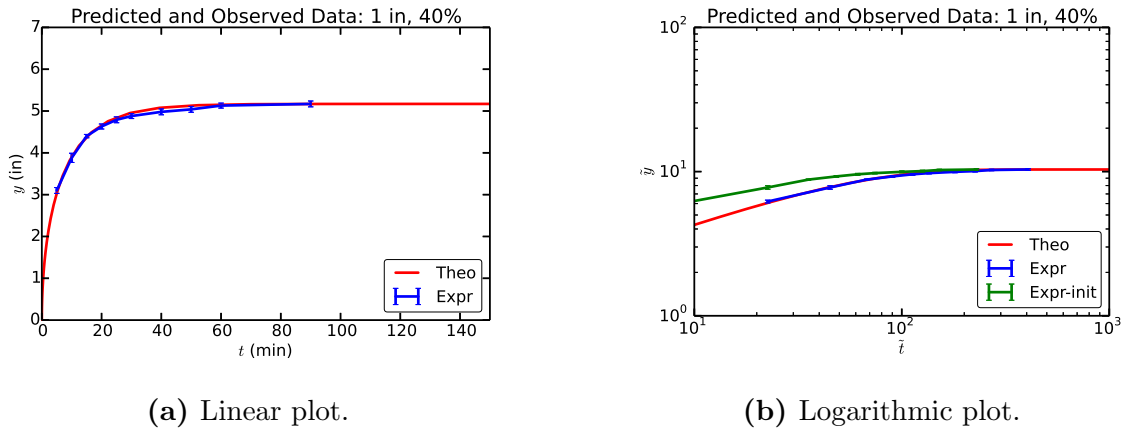 Predicted and Observed Data: 1 in, 40%
7
6
5
4
3
2
1
0
y (in)
0 20 40 60 80 100 120 140
t (min)
Theo
Expr
(a) Linear plot.
Predicted and Observed Data: 1 in, 40%
10²
10¹
10⁰
ỹ
10¹ 10² 10³
t̃
Theo
Expr
Expr-init
(b) Logarithmic plot.